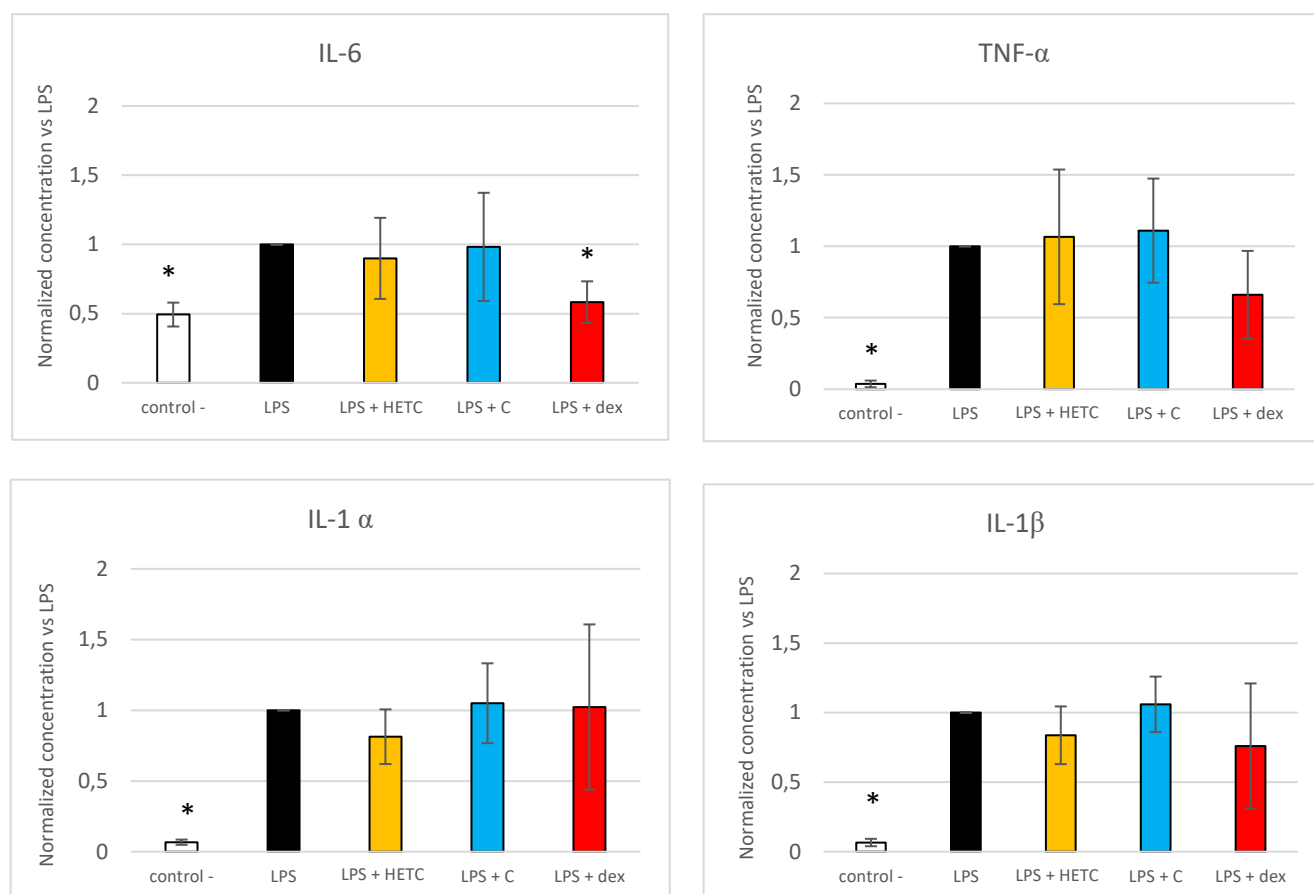 IL-6
Normalized concentration vs LPS
2
1,5
1
0,5
0
*
*
control -
LPS
LPS + HETC
LPS + C
LPS + dex
TNF-α
Normalized concentration vs LPS
2
1,5
1
0,5
0
*
control -
LPS
LPS + HETC
LPS + C
LPS + dex
IL-1 α
Normalized concentration vs LPS
2
1,5
1
0,5
0
*
control -
LPS
LPS + HETC
LPS + C
LPS + dex
IL-1β
Normalized concentration vs LPS
2
1,5
1
0,5
0
*
control -
LPS
LPS + HETC
LPS + C
LPS + dex